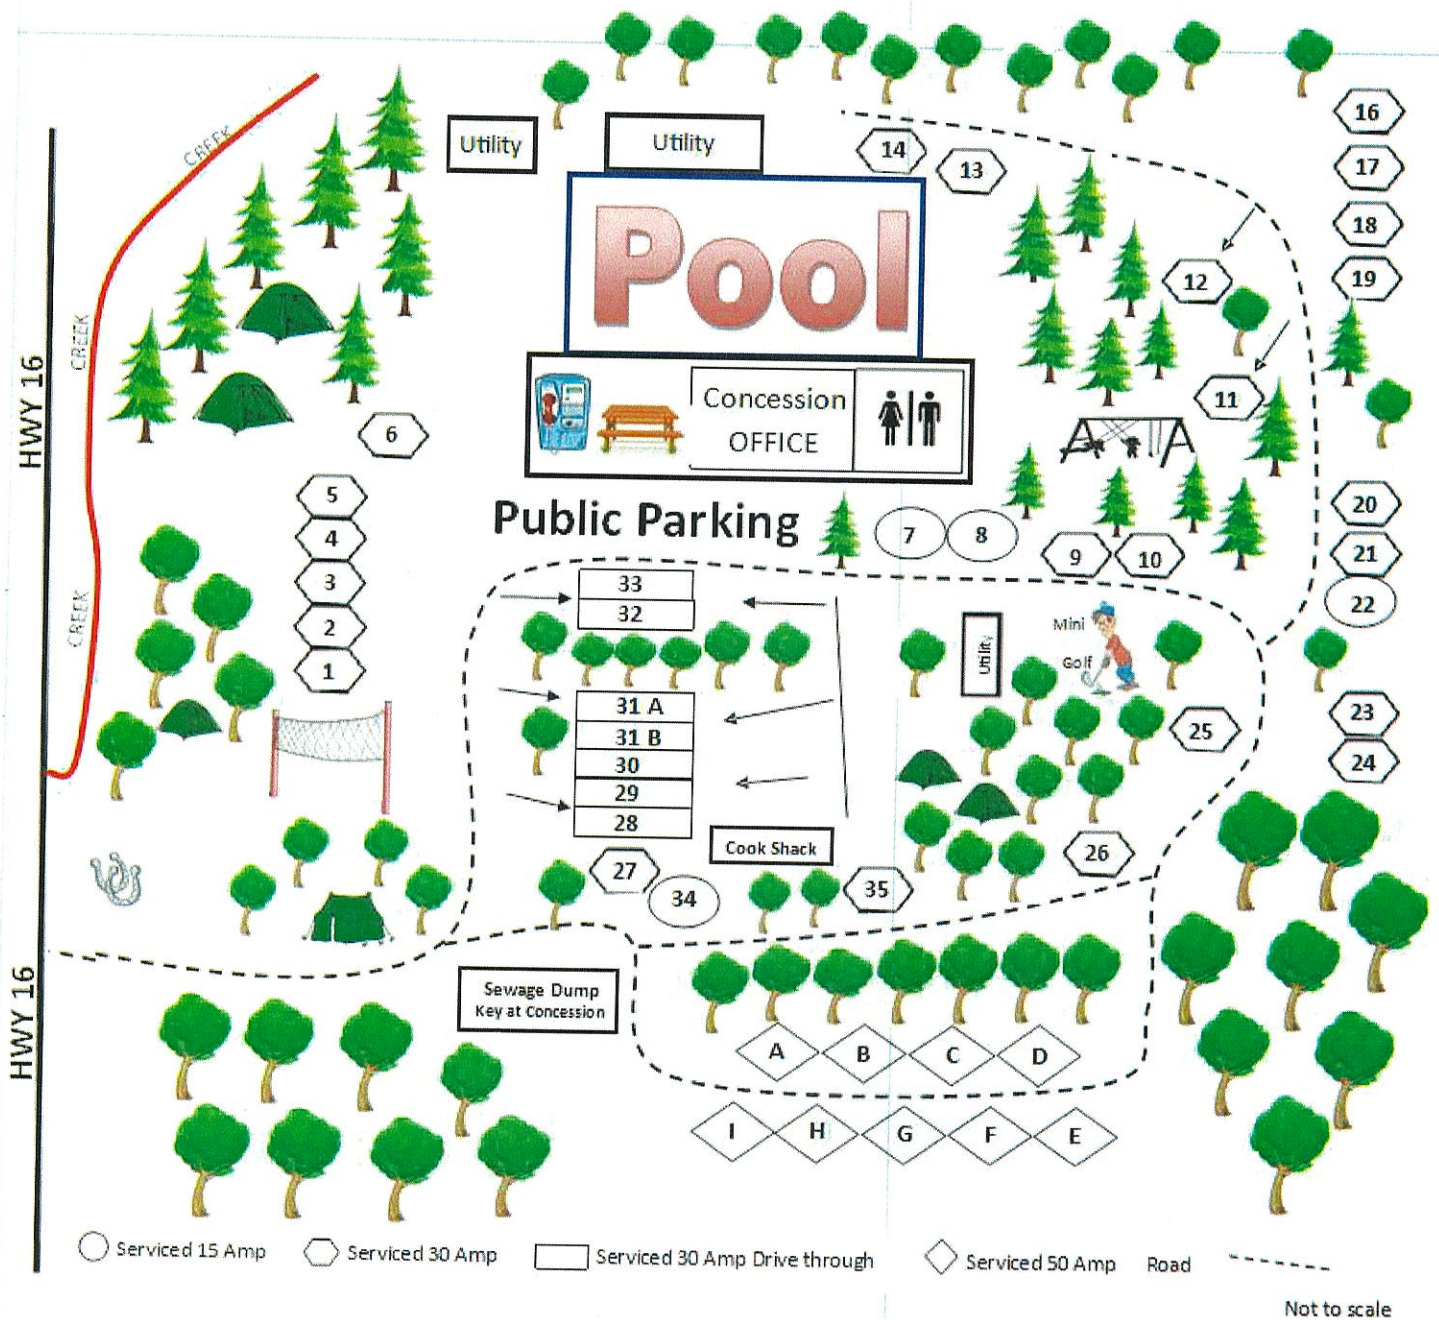 CREEK
CREEK
CREEK
HWY 16
HWY 16
Utility
Utility
Pool
Concession
OFFICE
Public Parking
14
13
12
11
16
17
18
19
20
21
22
23
24
6
5
4
3
2
1
7
8
9
10
33
32
31 A
31 B
30
29
28
27
34
35
Cook Shack
Utility
Mini
Golf
25
26
Sewage Dump
Key at Concession
A
B
C
D
I
H
G
F
E
Serviced 15 Amp
Serviced 30 Amp
Serviced 30 Amp Drive through
Serviced 50 Amp
Road
Not to scale